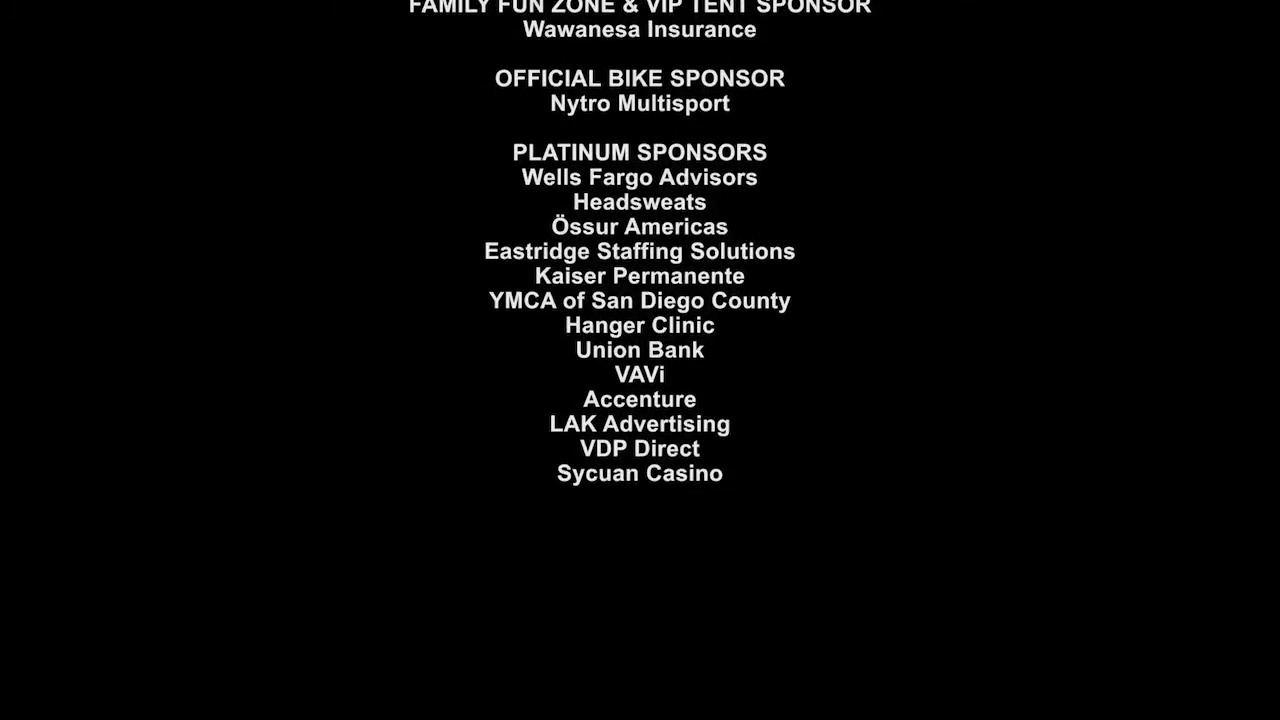 FAMILY FUN ZONE & VIP TENT SPONSOR
Wawanesa Insurance
OFFICIAL BIKE SPONSOR
Nytro Multisport
PLATINUM SPONSORS
Wells Fargo Advisors
Headsweats
Össur Americas
Eastridge Staffing Solutions
Kaiser Permanente
YMCA of San Diego County
Hanger Clinic
Union Bank
VAVi
Accenture
LAK Advertising
VDP Direct
Sycuan Casino